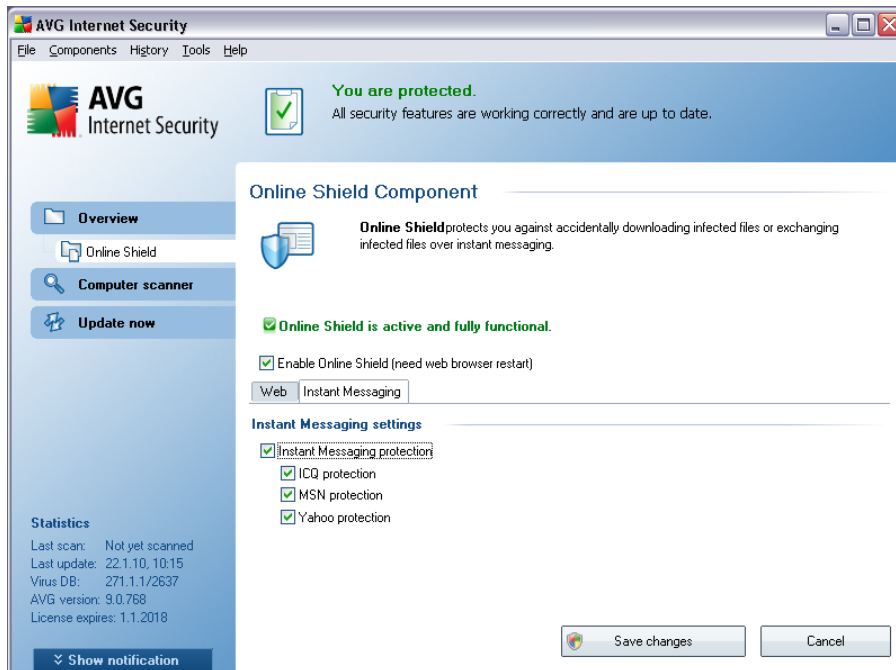 AVG Internet Security
File Components History Tools Help
AVG
Internet Security
You are protected.
All security features are working correctly and are up to date.
Overview
Online Shield
Computer scanner
Update now
Online Shield Component
Online Shield protects you against accidentally downloading infected files or exchanging
infected files over instant messaging.
Online Shield is active and fully functional.
Enable Online Shield (need web browser restart)
Web Instant Messaging
Instant Messaging settings
Instant Messaging protection
ICQ protection
MSN protection
Yahoo protection
Statistics
Last scan: Not yet scanned
Last update: 22.1.10, 10:15
Virus DB: 271.1.1/2637
AVG version: 9.0.768
License expires: 1.1.2018
Show notification
Save changes Cancel